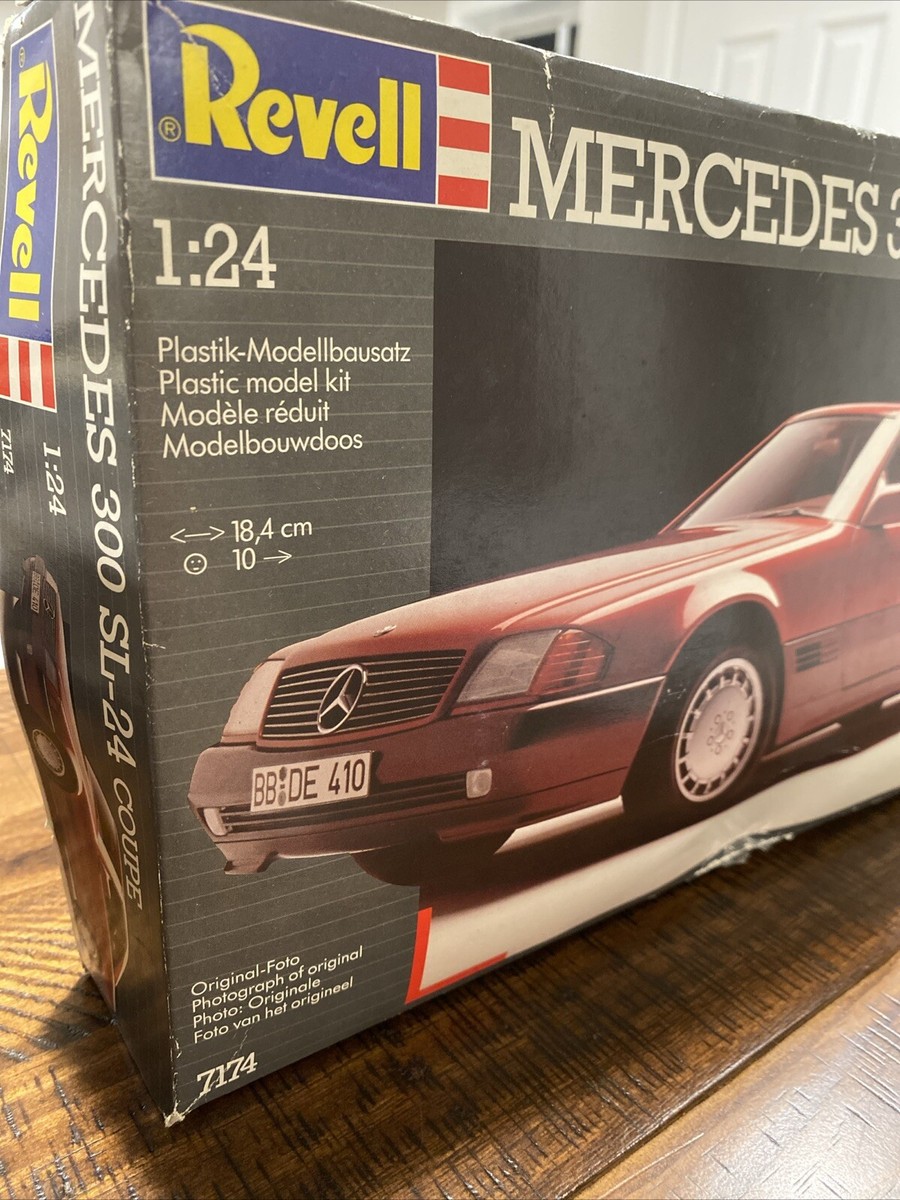 ® Revell
MERCEDES 3
1:24
Plastik-Modellbausatz
Plastic model kit
Modèle réduit
Modelbouwdoos
<--> 18,4 cm
10 →
BB DE 410
Original-Foto
Photograph of original
Photo: Originale
Foto van het origineel
7174
® Revell
MERCEDES 300 SL-24 COUPE
1:24
7174